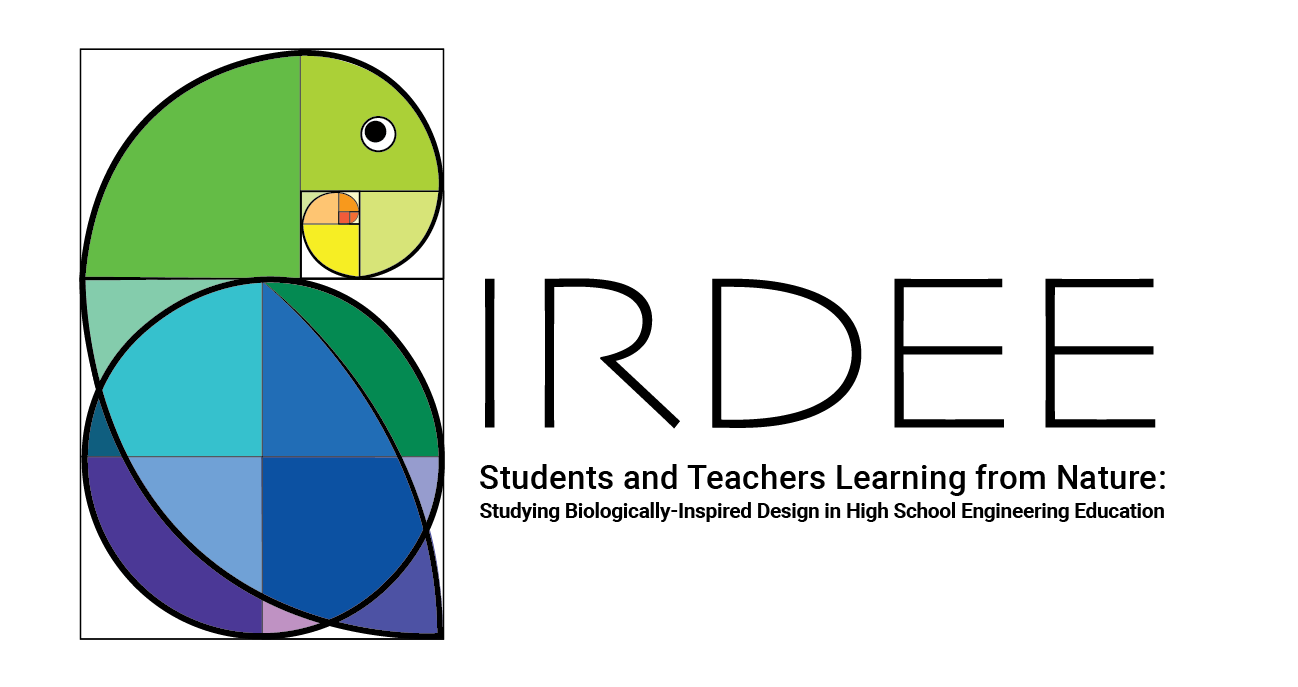 IRDEE
Students and Teachers Learning from Nature:
Studying Biologically-Inspired Design in High School Engineering Education